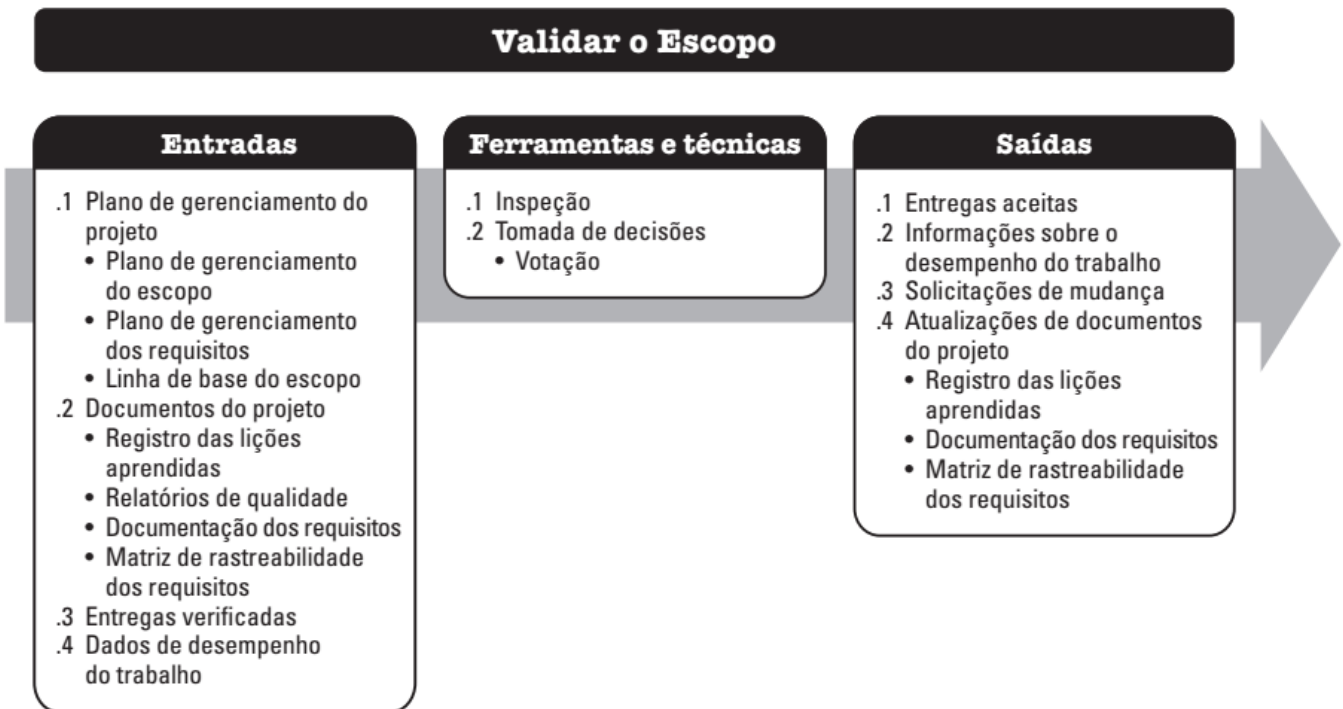 Validar o Escopo
Entradas
.1 Plano de gerenciamento do
projeto
• Plano de gerenciamento
do escopo
• Plano de gerenciamento
dos requisitos
• Linha de base do escopo
.2 Documentos do projeto
• Registro das lições
aprendidas
• Relatórios de qualidade
• Documentação dos requisitos
• Matriz de rastreabilidade
dos requisitos
.3 Entregas verificadas
.4 Dados de desempenho
do trabalho
Ferramentas e técnicas
.1 Inspeção
.2 Tomada de decisões
• Votação
Saídas
.1 Entregas aceitas
.2 Informações sobre o
desempenho do trabalho
.3 Solicitações de mudança
.4 Atualizações de documentos
do projeto
• Registro das lições
aprendidas
• Documentação dos requisitos
• Matriz de rastreabilidade
dos requisitos